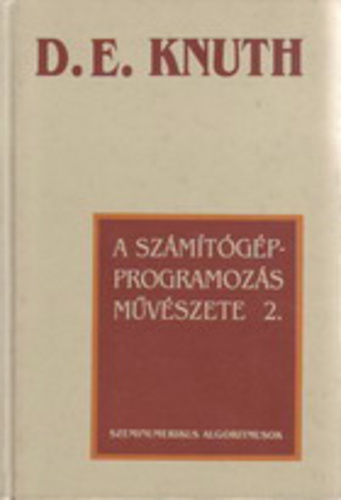 D. E. KNUTH
A SZÁMÍTÓGÉP-
PROGRAMOZÁS
MŰVÉSZETE 2.
SZEMINUMERIKUS ALGORITMUSOK